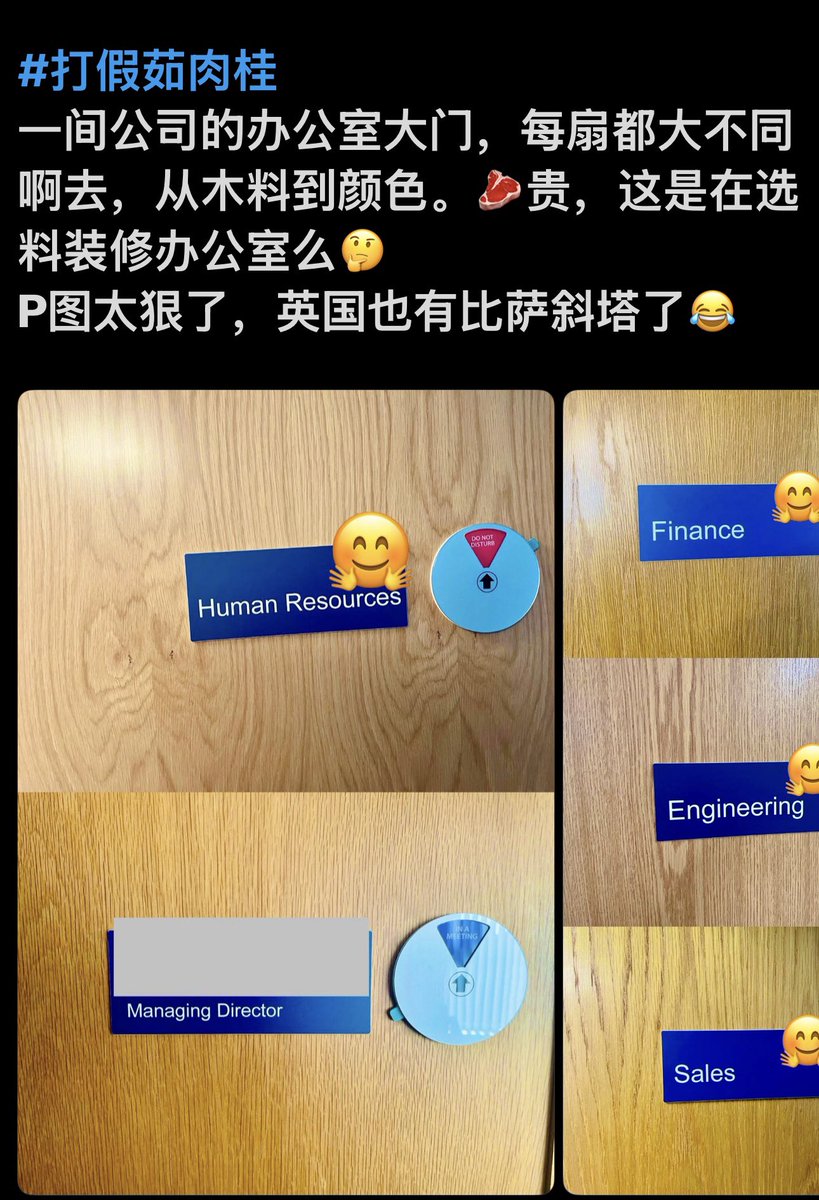 #打假茹肉桂
一间公司的办公室大门，每扇都大不同
啊去，从木料到颜色。🥩贵，这是在选
料装修办公室么🤔
P图太狠了，英国也有比萨斜塔了😂
Human Resources
DO NOT
DISTURB
Managing Director
IN A
MEETING
Finance
Engineering
Sales